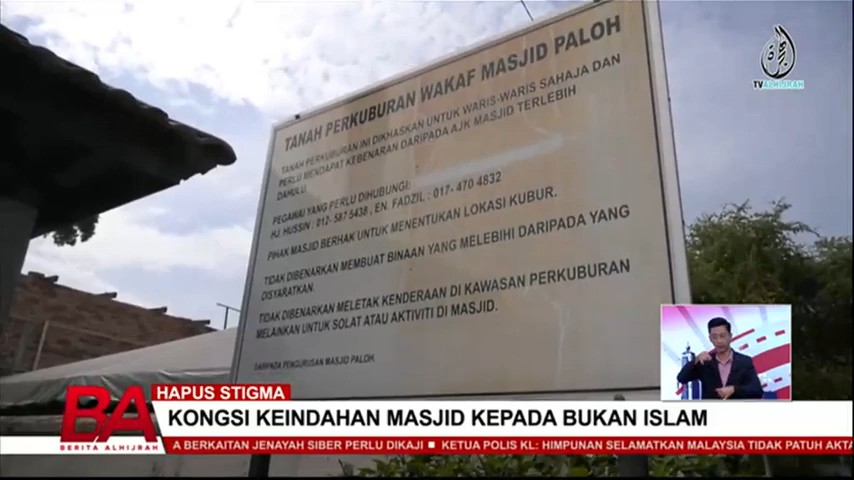 TANAH PERKUBURAN WAKAF MASJID PALOH
TANAH PERKUBURAN INI DIKHASKAN UNTUK WARIS-WARIS SAHAJA DAN
PERLU MENDAPAT KEBENARAN DARIPADA AJK MASJID TERLEBIH
DAHULU
PEGAWAI YANG PERLU DIHUBUNGI:
HJ. HUSSIN : 012- 587 5438 , EN. FADZIL : 017- 470 4832
PIHAK MASJID BERHAK UNTUK MENENTUKAN LOKASI KUBUR.
TIDAK DIBENARKAN MEMBUAT BINAAN YANG MELEBIHI DARIPADA YANG
DISYARATKAN.
TIDAK DIBENARKAN MELETAK KENDERAAN DI KAWASAN PERKUBURAN
MELAINKAN UNTUK SOLAT ATAU AKTIVITI DI MASJID.
DARIPADA PENGURUSAN MASJID PALOH.
TVALHIJRAH
BA
BERITA ALHIJRAH
HAPUS STIGMA
KONGSI KEINDAHAN MASJID KEPADA BUKAN ISLAM
A BERKAITAN JENAYAH SIBER PERLU DIKAJI ■ KETUA POLIS KL: HIMPUNAN SELAMATKAN MALAYSIA TIDAK PATUH AKTA